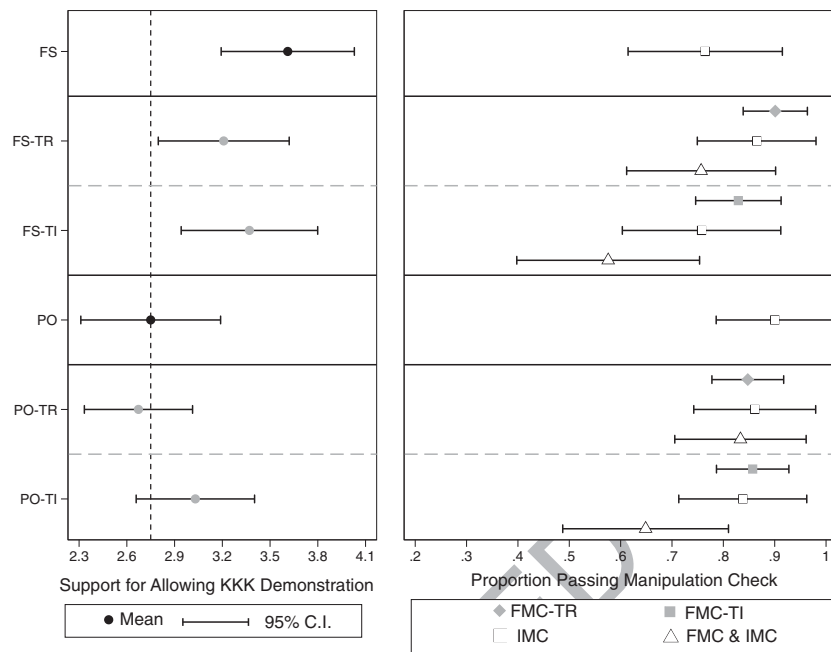 FS
FS-TR
FS-TI
PO
PO-TR
PO-TI
2.3 2.6 2.9 3.2 3.5 3.8 4.1
Support for Allowing KKK Demonstration
Mean 95% C.I.
.2 .3 .4 .5 .6 .7 .8 .9 1
Proportion Passing Manipulation Check
FMC-TR FMC-TI
IMC FMC & IMC